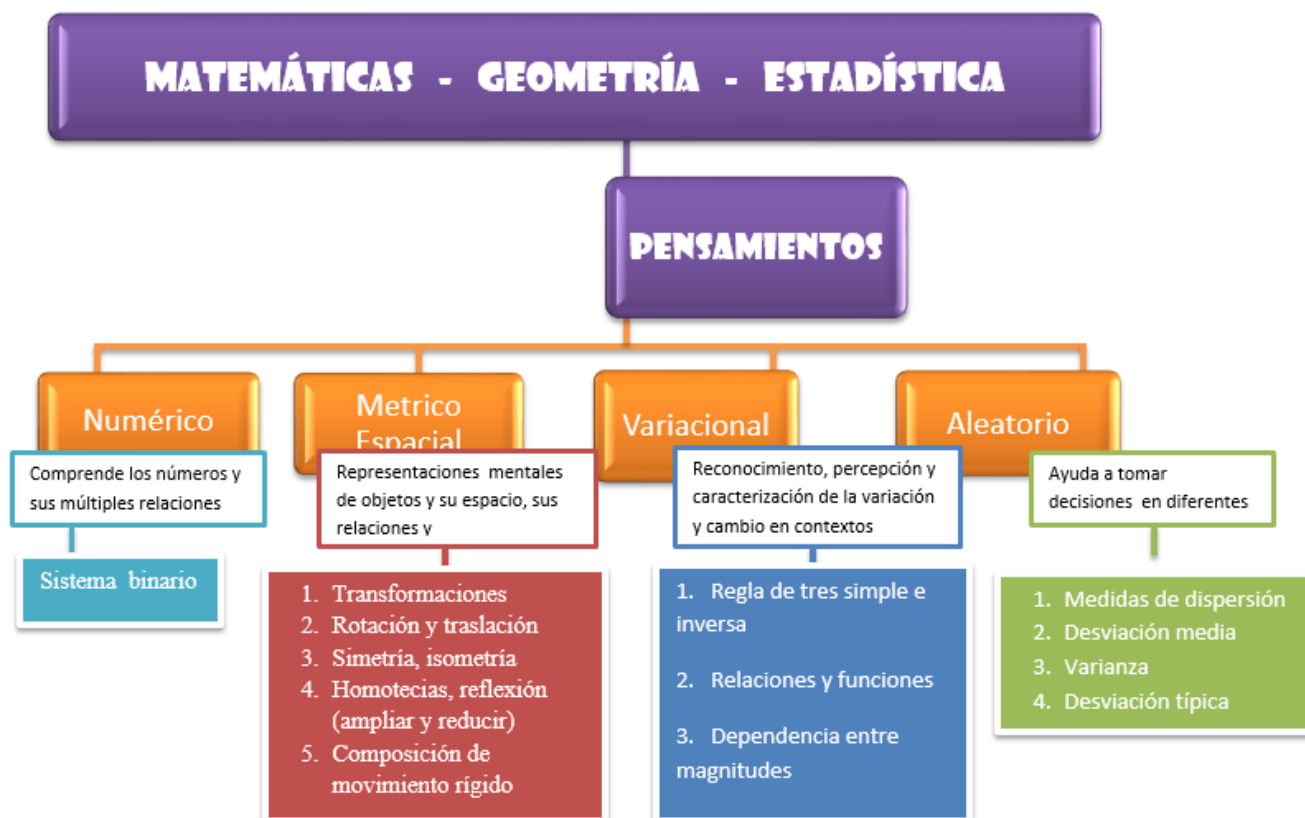 MATEMÁTICAS - GEOMETRÍA - ESTADÍSTICA
PENSAMIENTOS
Numérico
Comprende los números y
sus múltiples relaciones
Sistema binario
Metrico
Espacial
Representaciones mentales
de objetos y su espacio, sus
relaciones y
1. Transformaciones
2. Rotación y traslación
3. Simetría, isometría
4. Homotecias, reflexión
(ampliar y reducir)
5. Composición de
movimiento rígido
Variacional
Reconocimiento, percepción y
caracterización de la variación
y cambio en contextos
1. Regla de tres simple e
inversa
2. Relaciones y funciones
3. Dependencia entre
magnitudes
Aleatorio
Ayuda a tomar
decisiones en diferentes
1. Medidas de dispersión
2. Desviación media
3. Varianza
4. Desviación típica